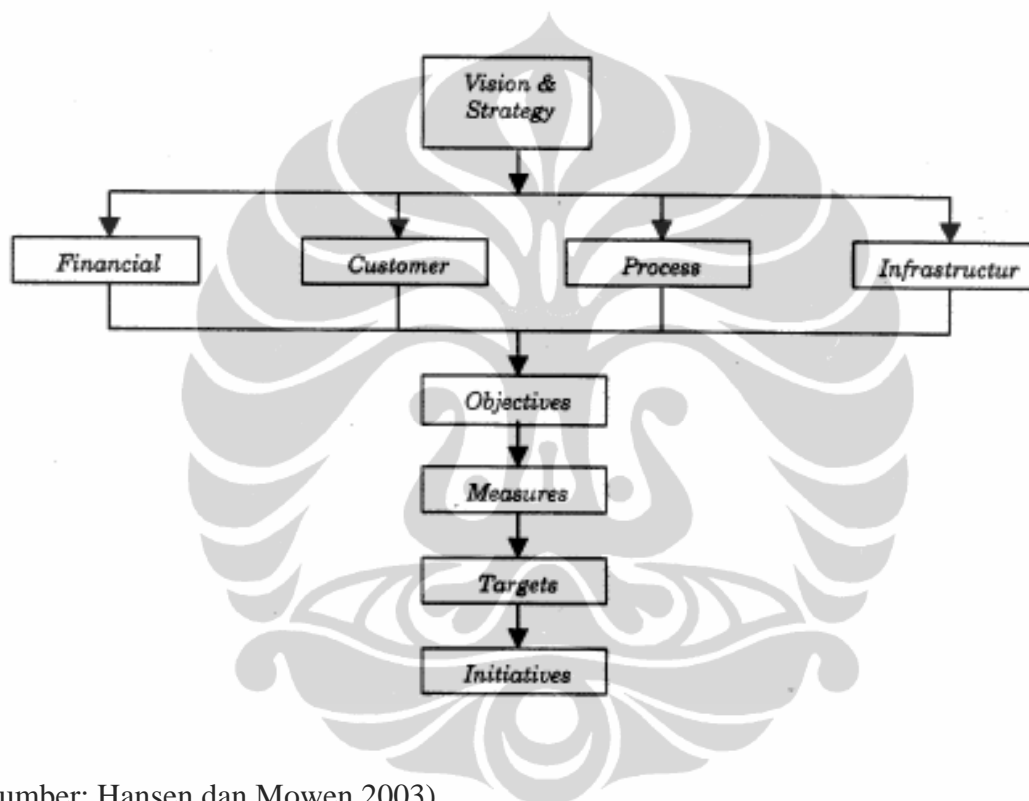 Vision &
Strategy
Financial
Customer
Process
Infrastructur
Objectives
Measures
Targets
Initiatives
umber: Hansen dan Mowen 2003)